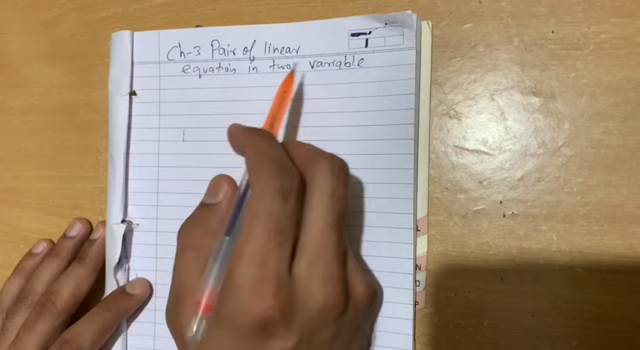 Ch-3 Pair of linear
equation in two variable
L
N
O
P